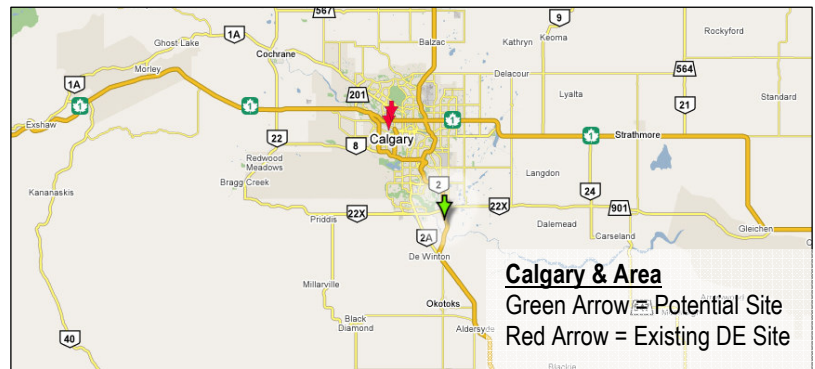 567
9
Rockyford
Ghost Lake
1A
Balzac
Kathryn
Keoma
Cochrane
Morley
Delacour
564
1A
201
Lyalta
1
1
21
Standard
Exshaw
1
Calgary
1
Strathmore
22
8
Redwood
Meadows
Langdon
Bragg Creek
2
24
Kananaskis
22X
22X
901
Priddis
Dalemead
Gleichen
2A
Carseland
De Winton
Calgary & Area
Millarville
Green Arrow = Potential Site
Okotoks
Red Arrow = Existing DE Site
Black
Diamond
Aldersyde
40
Blackie